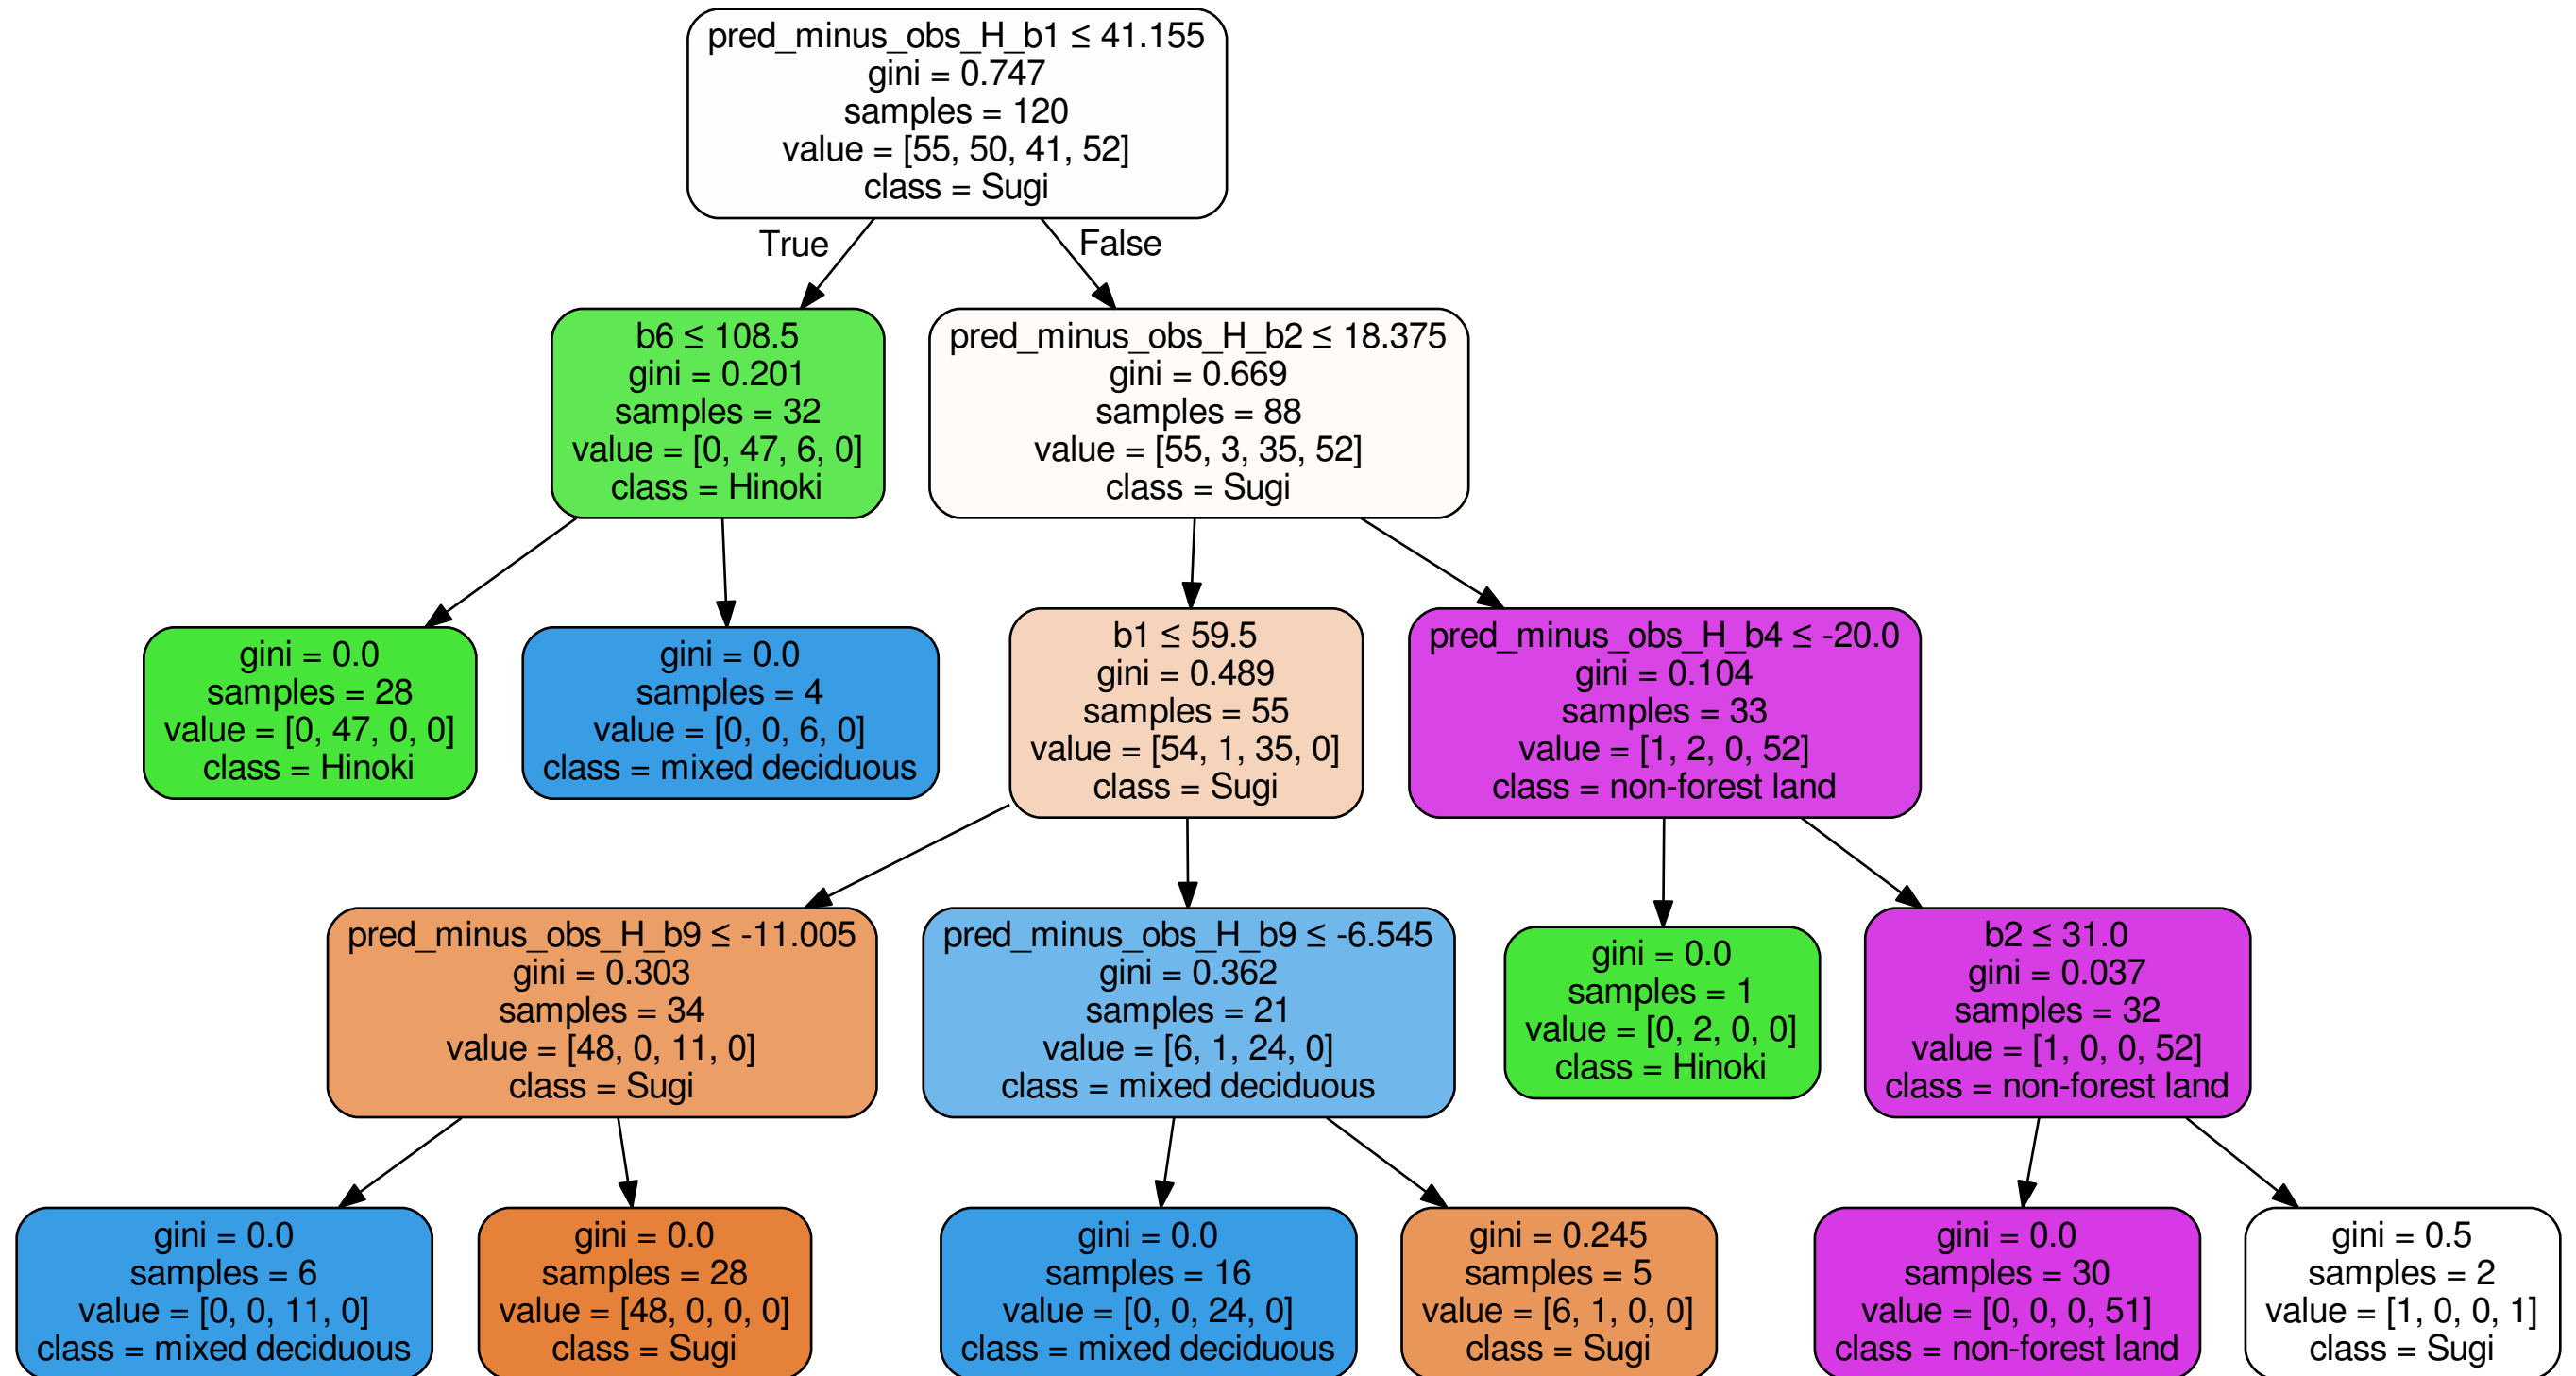 pred_minus_obs_H_b1 ≤ 41.155
gini = 0.747
samples = 120
value = [55, 50, 41, 52]
class = Sugi
True
False
b6 ≤ 108.5
gini = 0.201
samples = 32
value = [0, 47, 6, 0]
class = Hinoki
pred_minus_obs_H_b2 ≤ 18.375
gini = 0.669
samples = 88
value = [55, 3, 35, 52]
class = Sugi
gini = 0.0
samples = 28
value = [0, 47, 0, 0]
class = Hinoki
gini = 0.0
samples = 4
value = [0, 0, 6, 0]
class = mixed deciduous
b1 ≤ 59.5
gini = 0.489
samples = 55
value = [54, 1, 35, 0]
class = Sugi
pred_minus_obs_H_b4 ≤ -20.0
gini = 0.104
samples = 33
value = [1, 2, 0, 52]
class = non-forest land
pred_minus_obs_H_b9 ≤ -11.005
gini = 0.303
samples = 34
value = [48, 0, 11, 0]
class = Sugi
pred_minus_obs_H_b9 ≤ -6.545
gini = 0.362
samples = 21
value = [6, 1, 24, 0]
class = mixed deciduous
gini = 0.0
samples = 1
value = [0, 2, 0, 0]
class = Hinoki
b2 ≤ 31.0
gini = 0.037
samples = 32
value = [1, 0, 0, 52]
class = non-forest land
gini = 0.0
samples = 6
value = [0, 0, 11, 0]
class = mixed deciduous
gini = 0.0
samples = 28
value = [48, 0, 0, 0]
class = Sugi
gini = 0.0
samples = 16
value = [0, 0, 24, 0]
class = mixed deciduous
gini = 0.245
samples = 5
value = [6, 1, 0, 0]
class = Sugi
gini = 0.0
samples = 30
value = [0, 0, 0, 51]
class = non-forest land
gini = 0.5
samples = 2
value = [1, 0, 0, 1]
class = Sugi